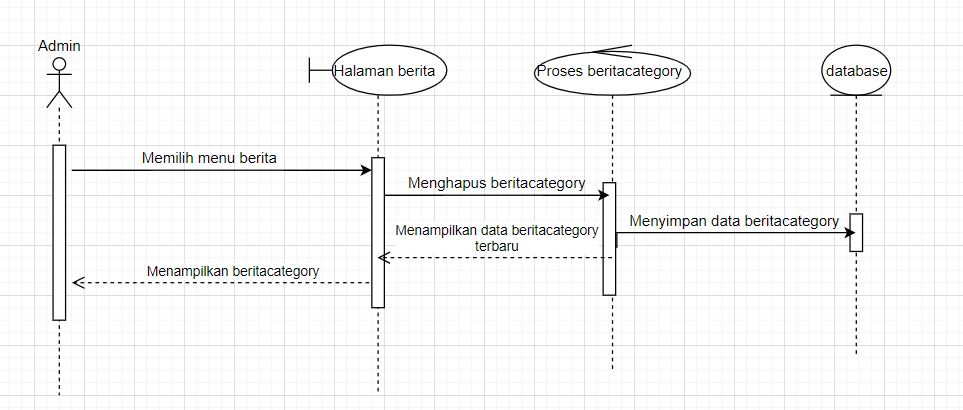 Admin
Halaman berita
Proses beritacategory
database
Memilih menu berita
Menghapus beritacategory
Menyimpan data beritacategory
Menampilkan data beritacategory
terbaru
Menampilkan beritacategory